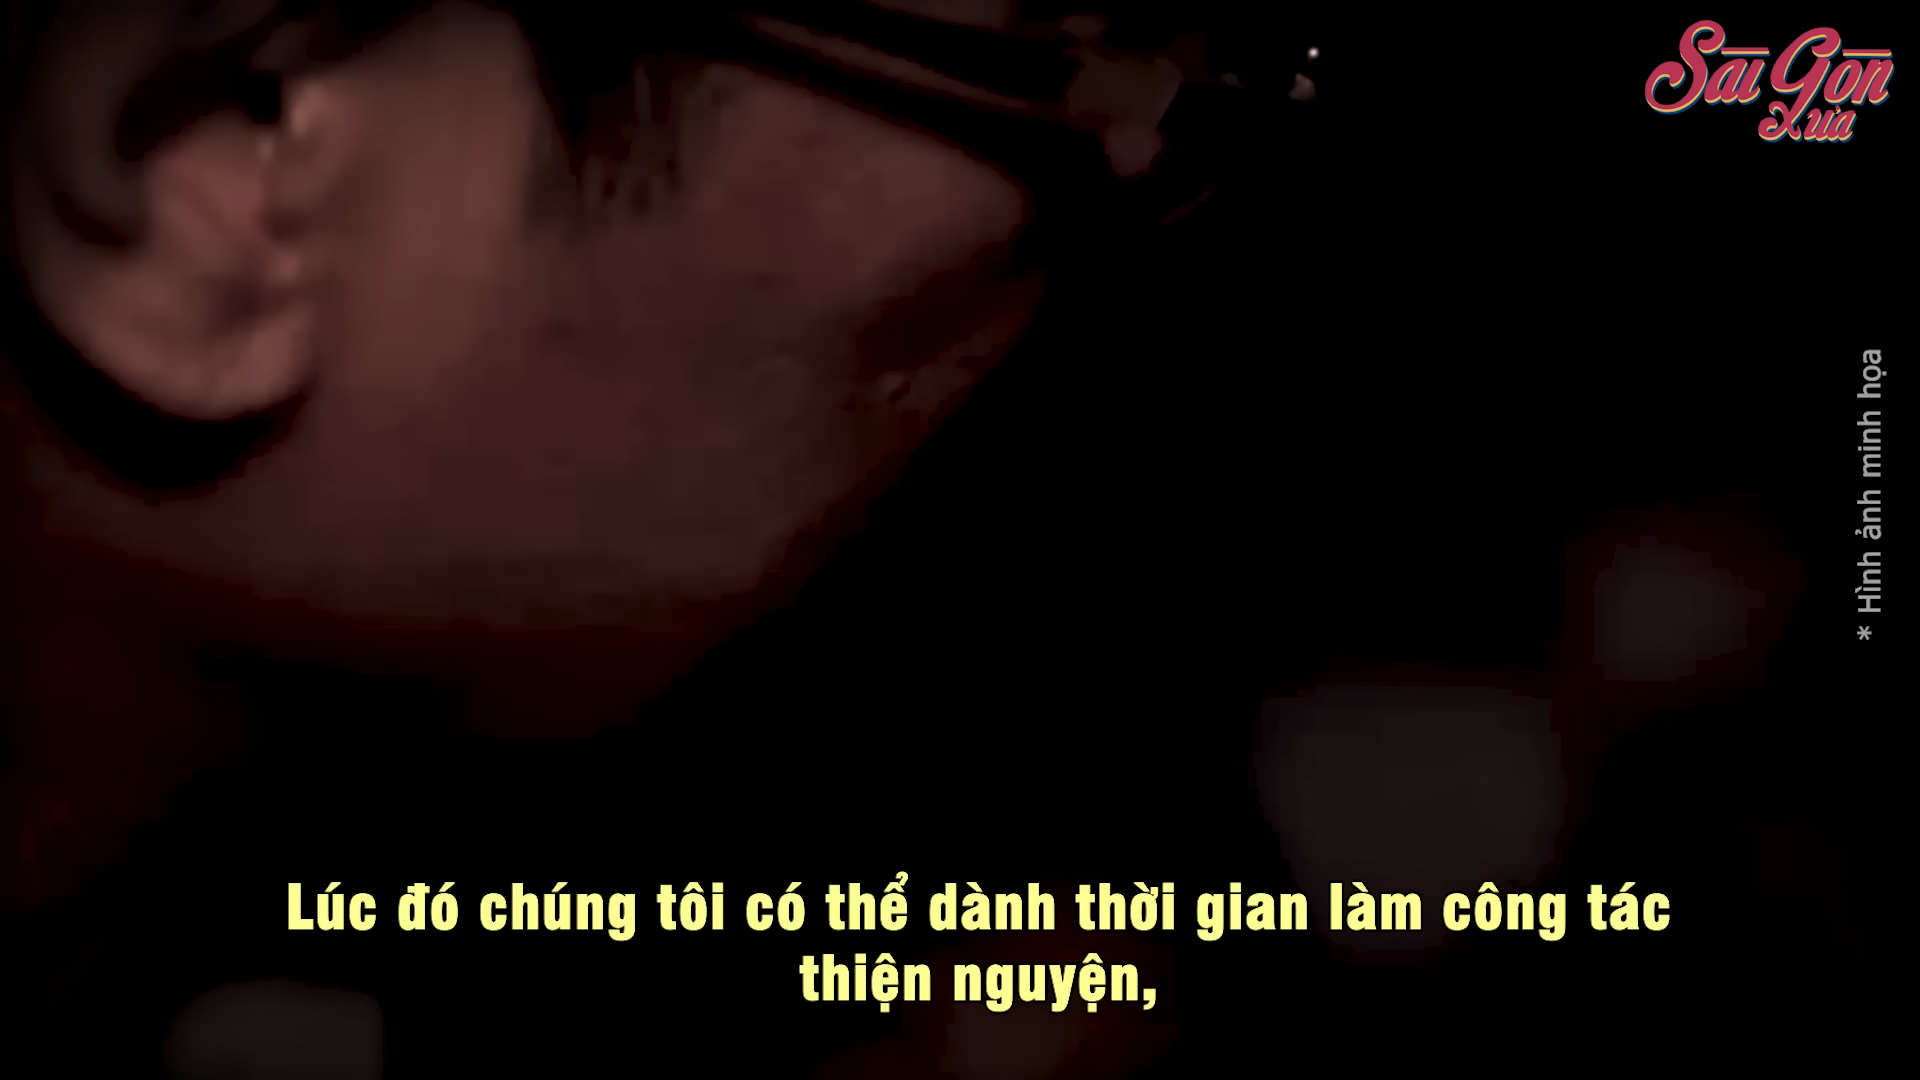 Sài Gòn
Xưa
* Hình ảnh minh họa
Lúc đó chúng tôi có thể dành thời gian làm công tác
thiện nguyện,